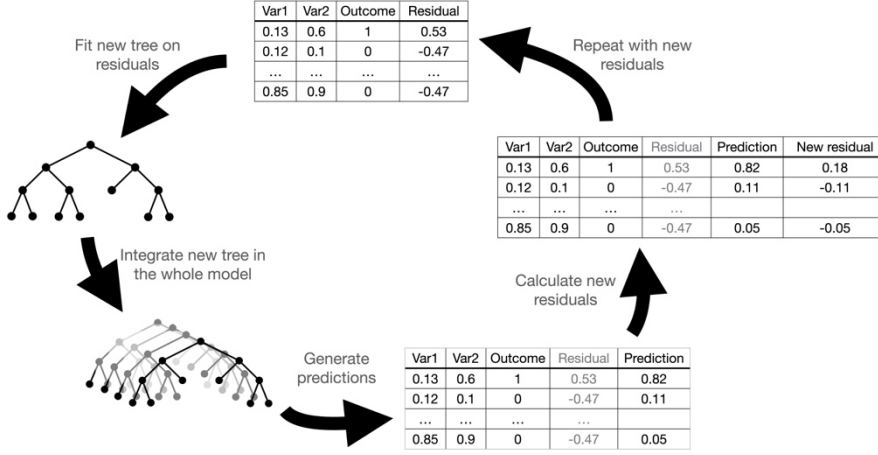 Var1 Var2 Outcome Residual
0.13 0.6 1 0.53
0.12 0.1 0 -0.47
... ... ... ...
0.85 0.9 0 -0.47
Fit new tree on
residuals
Repeat with new
residuals
Var1 Var2 Outcome Residual Prediction New residual
0.13 0.6 1 0.53 0.82 0.18
0.12 0.1 0 -0.47 0.11 -0.11
... ... ... ...
0.85 0.9 0 -0.47 0.05 -0.05
Integrate new tree in
the whole model
Calculate new
residuals
Generate
predictions
Var1 Var2 Outcome Residual Prediction
0.13 0.6 1 0.53 0.82
0.12 0.1 0 -0.47 0.11
... ... ... ...
0.85 0.9 0 -0.47 0.05